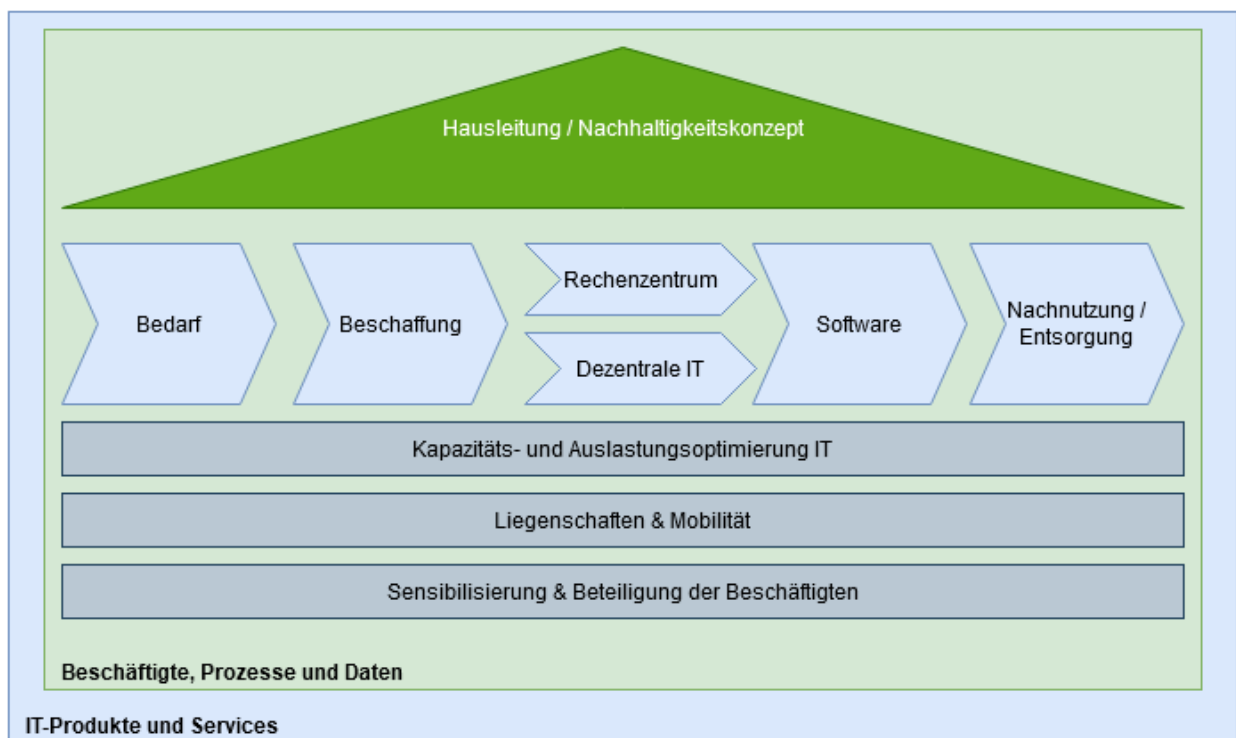 Hausleitung / Nachhaltigkeitskonzept
Bedarf
Beschaffung
Rechenzentrum
Dezentrale IT
Software
Nachnutzung /
Entsorgung
Kapazitäts- und Auslastungsoptimierung IT
Liegenschaften & Mobilität
Sensibilisierung & Beteiligung der Beschäftigten
Beschäftigte, Prozesse und Daten
IT-Produkte und Services